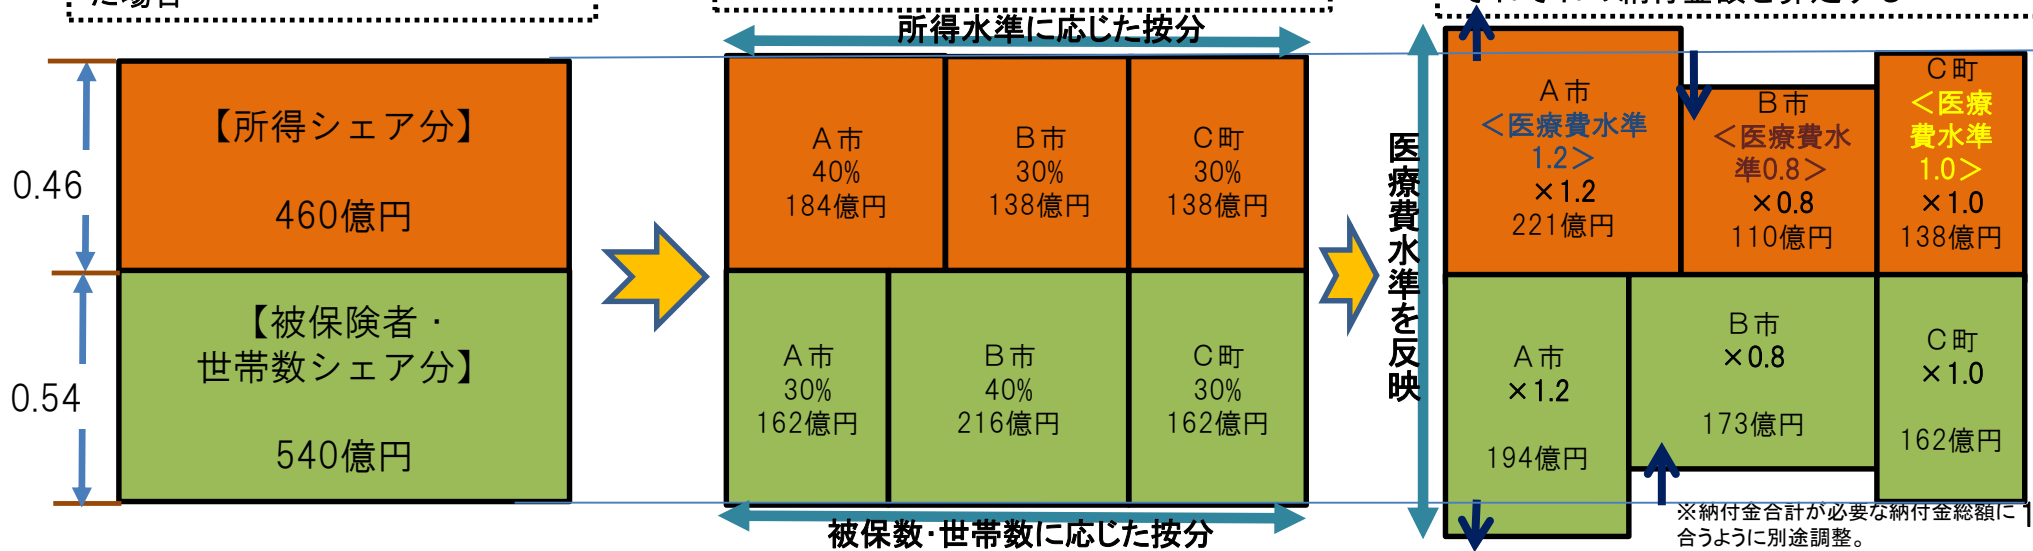 た場合
0.46
【所得シェア分】
460億円
0.54
【被保険者・
世帯数シェア分】
540億円
所得水準に応じた按分
A市
40%
184億円
B市
30%
138億円
C町
30%
138億円
A市
30%
162億円
B市
40%
216億円
C町
30%
162億円
被保数・世帯数に応じた按分
医療費水準を反映
A市
＜医療費水準
1.2＞
×1.2
221億円
B市
＜医療費水
準0.8＞
×0.8
110億円
C町
＜医療
費水準
1.0＞
×1.0
138億円
A市
×1.2
194億円
B市
×0.8
173億円
C町
×1.0
162億円
※納付金合計が必要な納付金総額に
合うように別途調整。